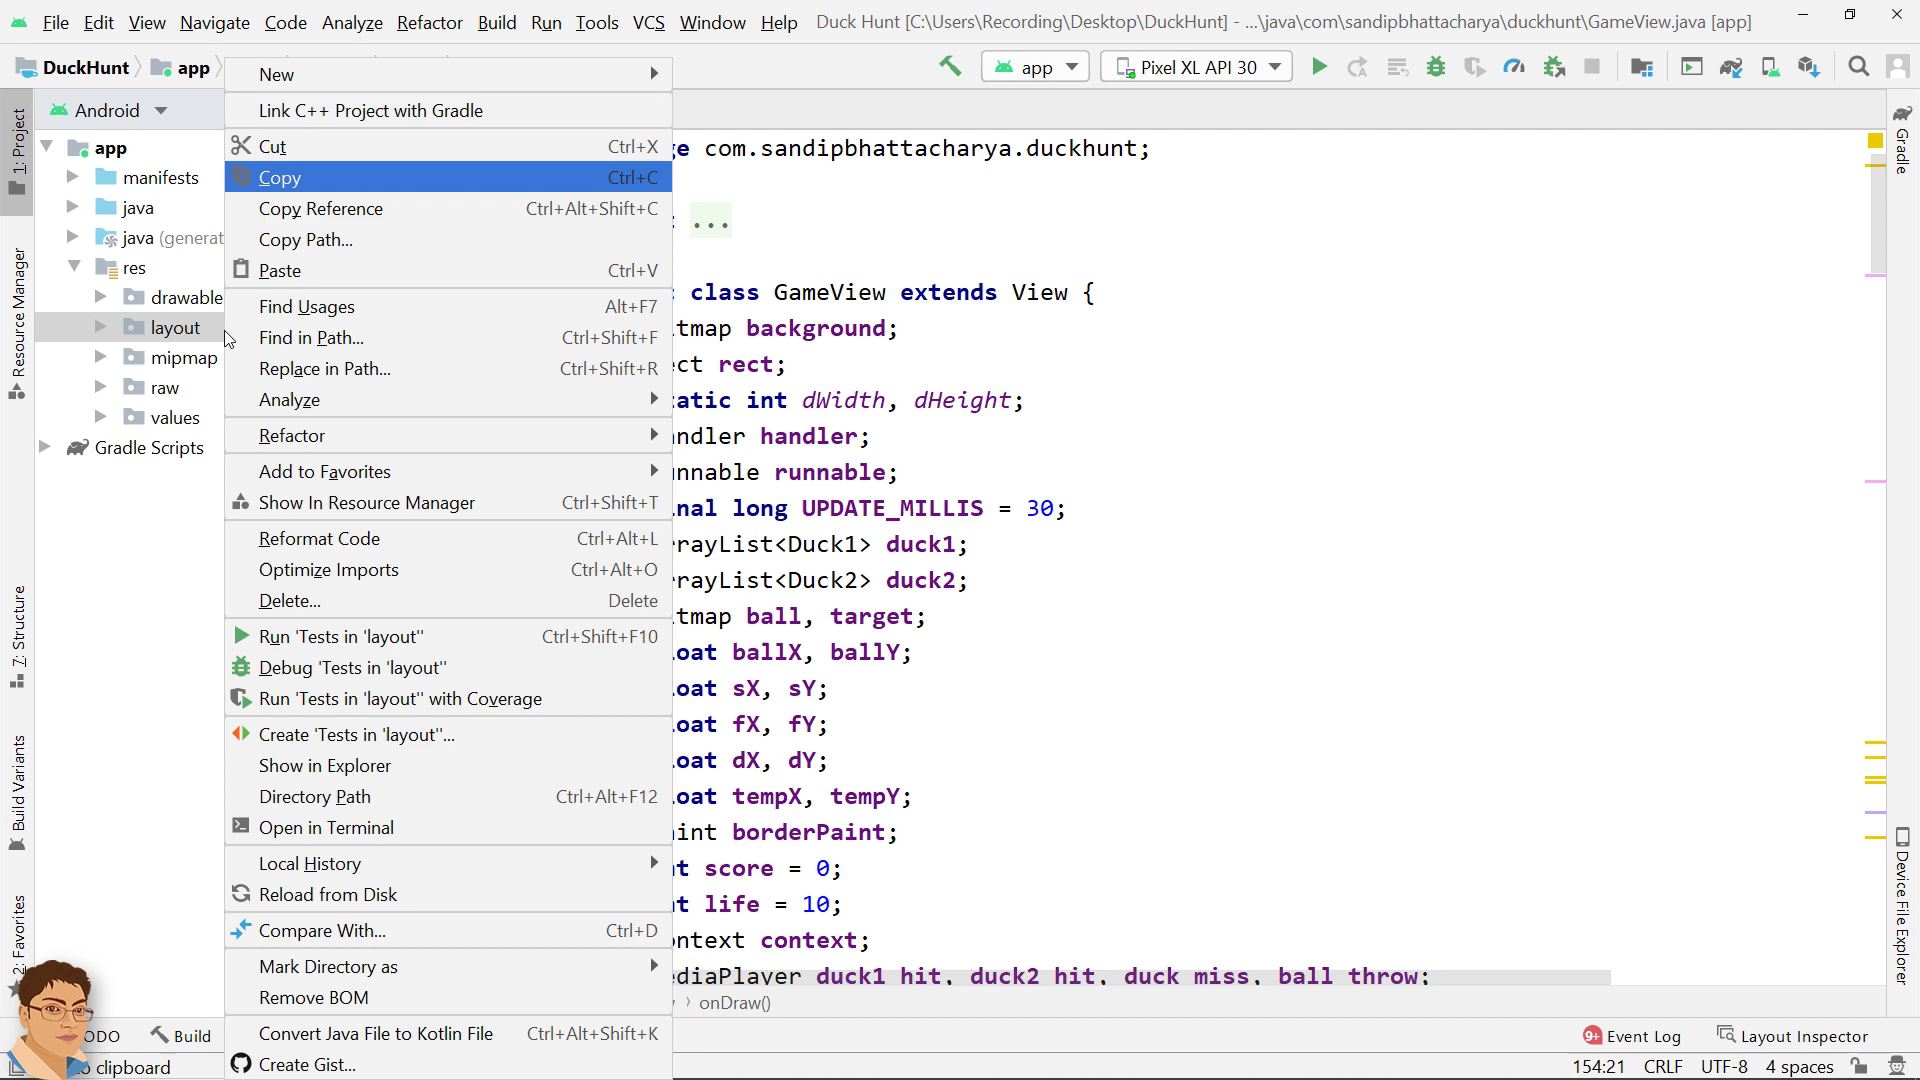 File Edit View Navigate Code Analyze Refactor Build Run Tools VCS Window Help Duck Hunt [C:\Users\Recording\Desktop\DuckHunt] - ...\java\com\sandipbhattacharya\duckhunt\GameView.java [app]
DuckHunt app
app Pixel XL API 30
1: Project
Resource Manager
7: Structure
Build Variants
2: Favorites
Android
app
manifests
java
java (generat
res
drawable
layout
mipmap
raw
values
Gradle Scripts
New
Link C++ Project with Gradle
Cut Ctrl+X
Copy Ctrl+C
Copy Reference Ctrl+Alt+Shift+C
Copy Path...
Paste Ctrl+V
Find Usages Alt+F7
Find in Path... Ctrl+Shift+F
Replace in Path... Ctrl+Shift+R
Analyze
Refactor
Add to Favorites
Show In Resource Manager Ctrl+Shift+T
Reformat Code Ctrl+Alt+L
Optimize Imports Ctrl+Alt+O
Delete... Delete
Run 'Tests in 'layout'' Ctrl+Shift+F10
Debug 'Tests in 'layout''
Run 'Tests in 'layout'' with Coverage
Create 'Tests in 'layout''...
Show in Explorer
Directory Path Ctrl+Alt+F12
Open in Terminal
Local History
Reload from Disk
Compare With... Ctrl+D
Mark Directory as
Remove BOM
Convert Java File to Kotlin File Ctrl+Alt+Shift+K
Create Gist...
ge com.sandipbhattacharya.duckhunt;
...
class GameView extends View {
tmap background;
ct rect;
atic int dWidth, dHeight;
ndler handler;
nnable runnable;
nal long UPDATE_MILLIS = 30;
rayList<Duck1> duck1;
rayList<Duck2> duck2;
tmap ball, target;
oat ballX, ballY;
oat sX, sY;
oat fX, fY;
oat dX, dY;
oat tempX, tempY;
int borderPaint;
t score = 0;
t life = 10;
ntext context;
ediaPlayer duck1_hit, duck2_hit, duck_miss, ball_throw;
onDraw()
Gradle
Device File Explorer
ODO Build
9+ Event Log Layout Inspector
o clipboard
154:21 CRLF UTF-8 4 spaces